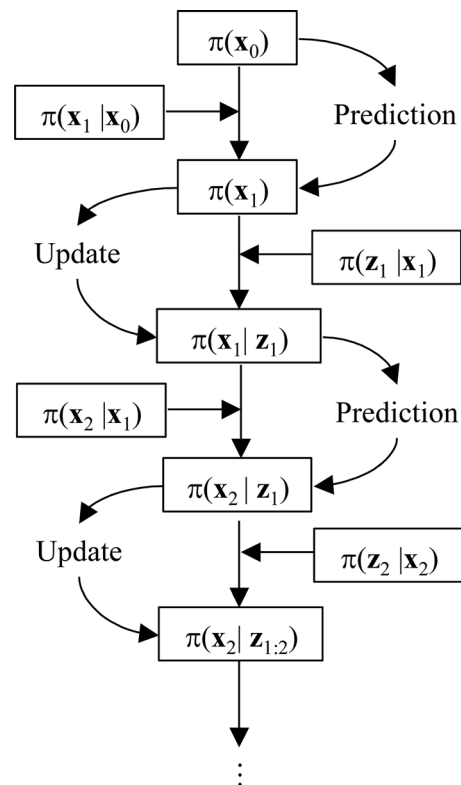 π(x₀)
Prediction
π(x₁ |x₀)
π(x₁)
Update
π(z₁ |x₁)
π(x₁| z₁)
π(x₂ |x₁)
Prediction
π(x₂ | z₁)
Update
π(z₂ |x₂)
π(x₂| z₁:₂)
⋮